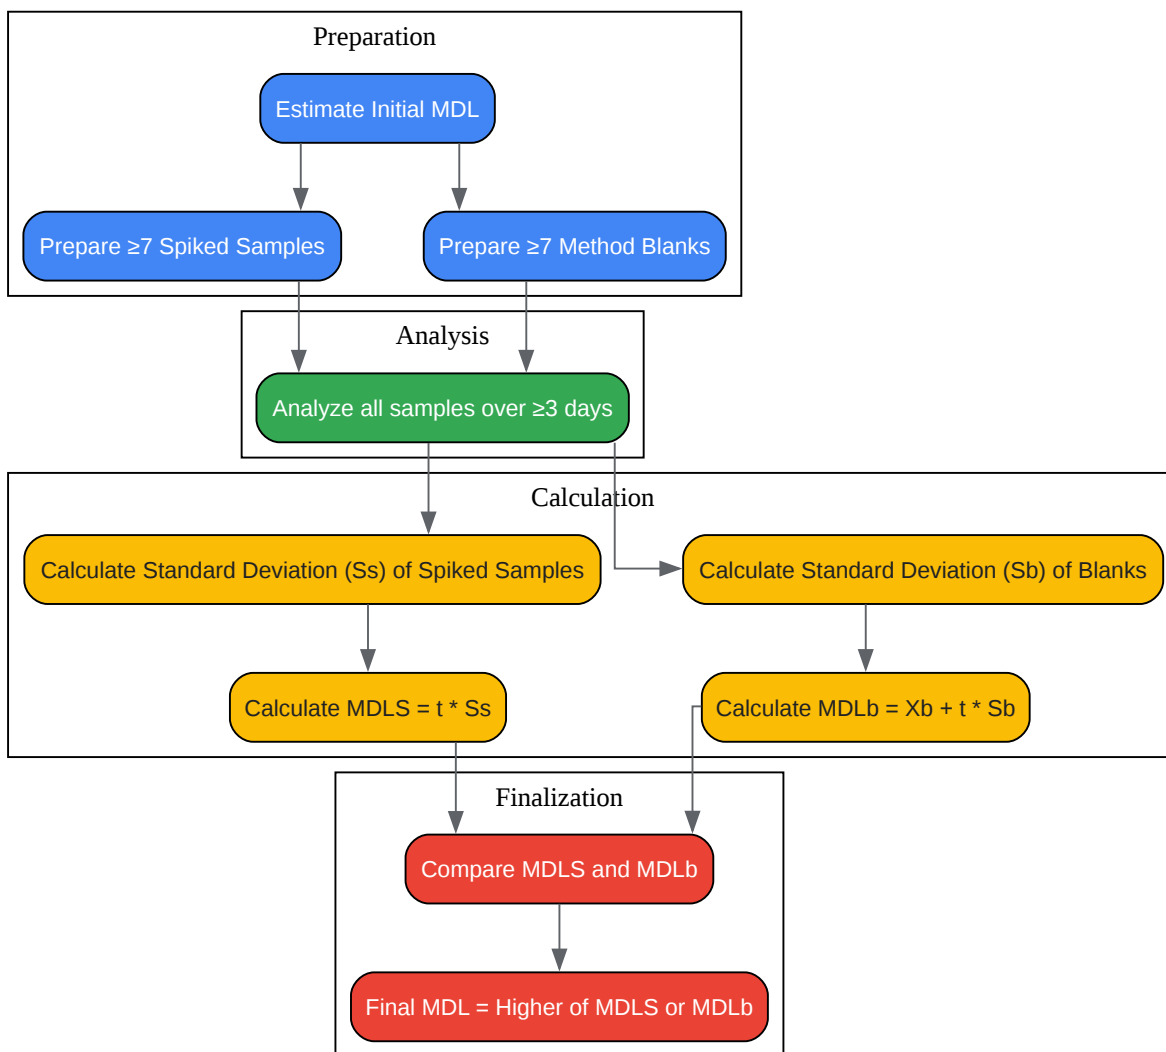 Preparation
Estimate Initial MDL
Prepare ≥7 Spiked Samples
Prepare ≥7 Method Blanks
Analysis
Analyze all samples over ≥3 days
Calculation
Calculate Standard Deviation (Ss) of Spiked Samples
Calculate Standard Deviation (Sb) of Blanks
Calculate MDLS = t * Ss
Calculate MDLb = Xb + t * Sb
Finalization
Compare MDLS and MDLb
Final MDL = Higher of MDLS or MDLb